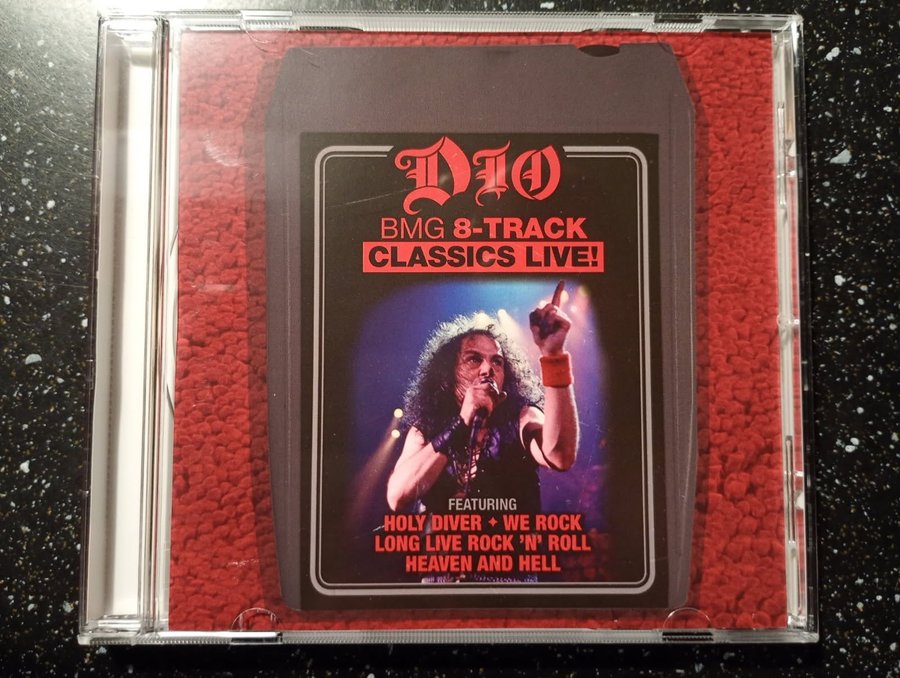 DIO
BMG 8-TRACK
CLASSICS LIVE!
FEATURING
HOLY DIVER ✦ WE ROCK
LONG LIVE ROCK 'N' ROLL
HEAVEN AND HELL